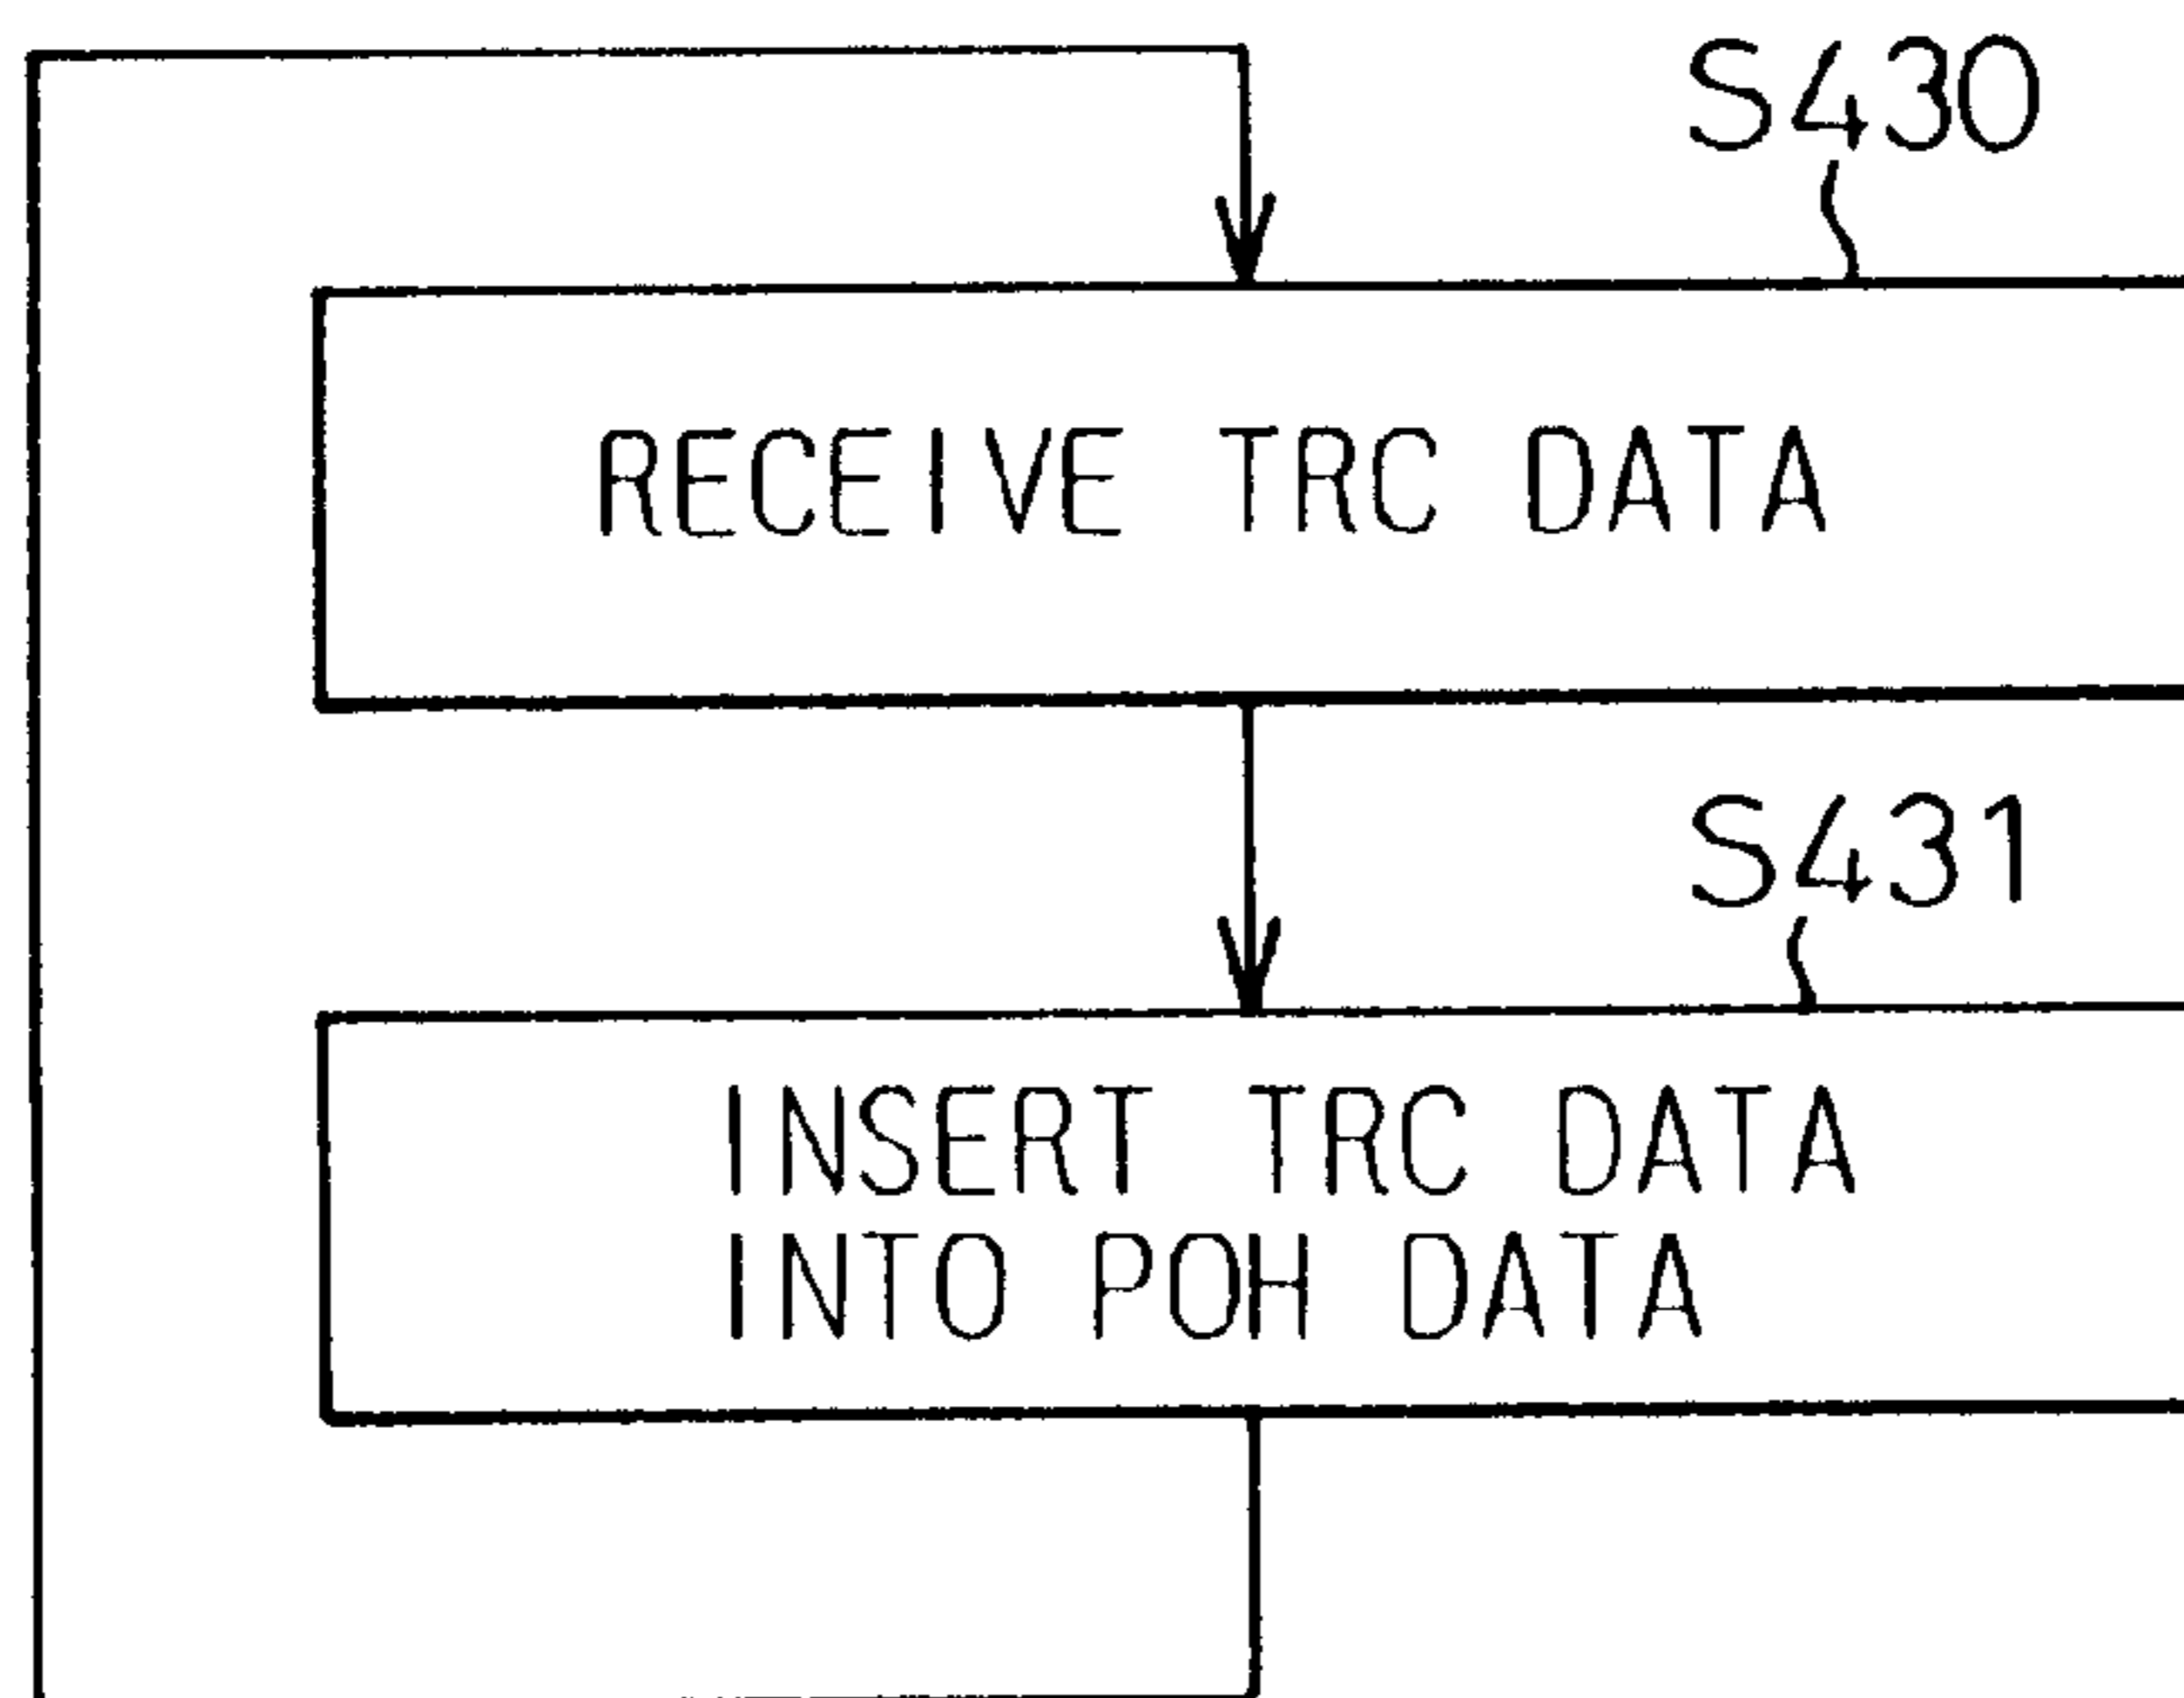 S430
RECEIVE TRC DATA
S431
INSERT TRC DATA
INTO POH DATA